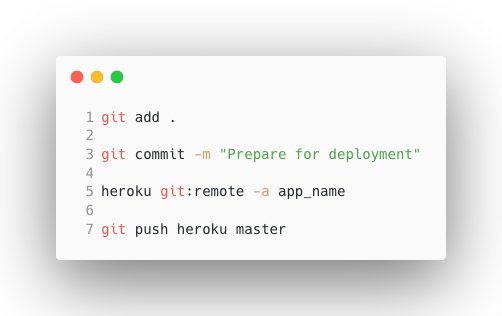 1 git add .
2
3 git commit -m "Prepare for deployment"
4
5 heroku git:remote -a app_name
6
7 git push heroku master